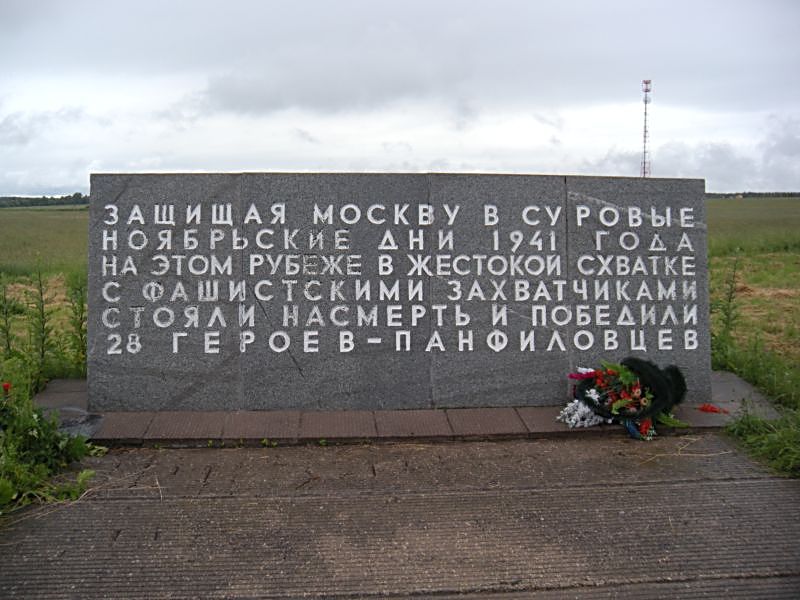 ЗАЩИЩАЯ МОСКВУ В СУРОВЫЕ
НОЯБРЬСКИЕ ДНИ 1941 ГОДА
НА ЭТОМ РУБЕЖЕ В ЖЕСТОКОЙ СХВАТКЕ
С ФАШИСТСКИМИ ЗАХВАТЧИКАМИ
СТОЯЛИ НАСМЕРТЬ И ПОБЕДИЛИ
28 ГЕРОЕВ-ПАНФИЛОВЦЕВ